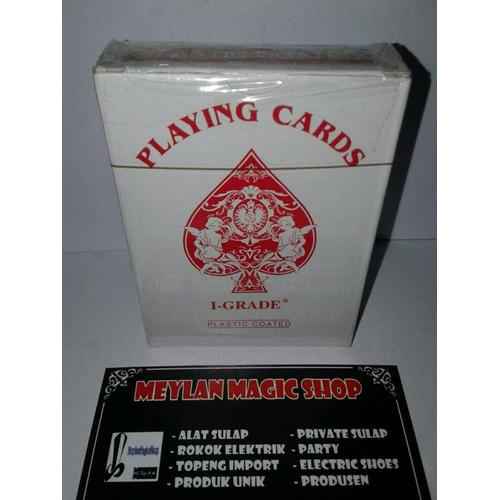 PLAYING CARDS
I-GRADE®
PLASTIC COATED
MEYLAN MAGIC SHOP
- ALAT SULAP
- ROKOK ELEKTRIK
- TOPENG IMPORT
- PRODUK UNIK
- PRIVATE SULAP
- PARTY
- ELECTRIC SHOES
- PRODUSEN